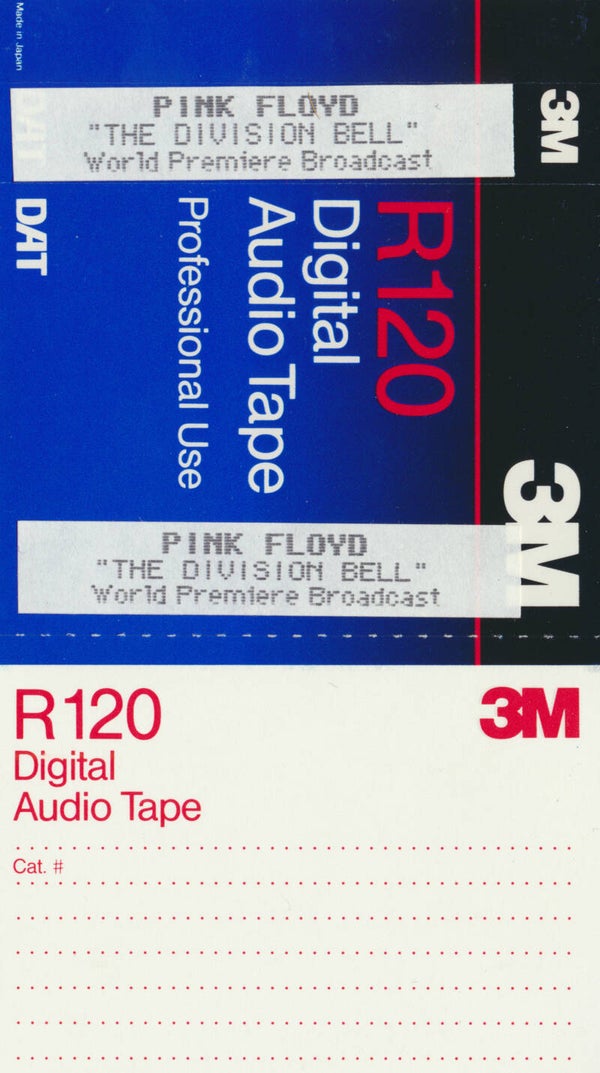 Made in Japan
DAT
PINK FLOYD
"THE DIVISION BELL"
World Premiere Broadcast
3M
R120
Digital
Audio Tape
Professional Use
DAT
3M
PINK FLOYD
"THE DIVISION BELL"
World Premiere Broadcast
R120
3M
Digital
Audio Tape
Cat. #